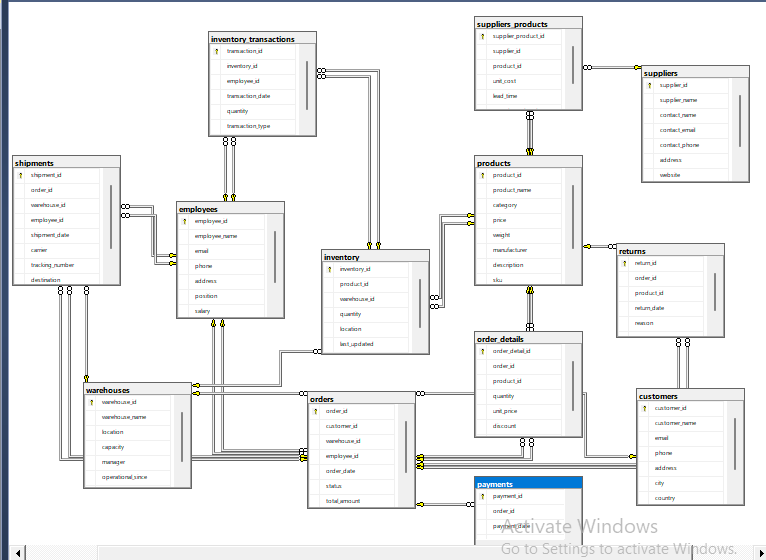 inventory_transactions
transaction_id
inventory_id
employee_id
transaction_date
quantity
transaction_type
suppliers_products
supplier_product_id
supplier_id
product_id
unit_cost
lead_time
suppliers
supplier_id
supplier_name
contact_name
contact_email
contact_phone
address
website
shipments
shipment_id
order_id
warehouse_id
employee_id
shipment_date
carrier
tracking_number
destination
employees
employee_id
employee_name
email
phone
address
position
salary
products
product_id
product_name
category
price
weight
manufacturer
description
sku
inventory
inventory_id
product_id
warehouse_id
quantity
location
last_updated
returns
return_id
order_id
product_id
return_date
reason
order_details
order_detail_id
order_id
product_id
quantity
unit_price
discount
warehouses
warehouse_id
warehouse_name
location
capacity
manager
operational_since
orders
order_id
customer_id
warehouse_id
employee_id
order_date
status
total_amount
customers
customer_id
customer_name
email
phone
address
city
country
payments
payment_id
order_id
payment_date
Activate Windows
Go to Settings to activate Windows.